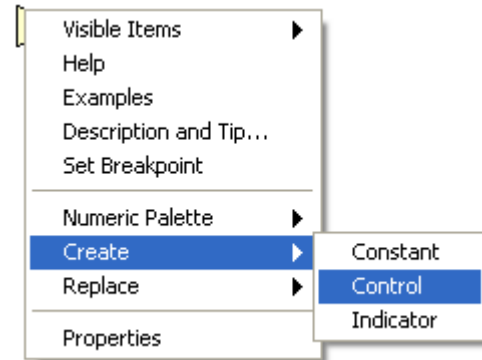 Visible Items
Help
Examples
Description and Tip...
Set Breakpoint
Numeric Palette
Create
Replace
Properties
Constant
Control
Indicator